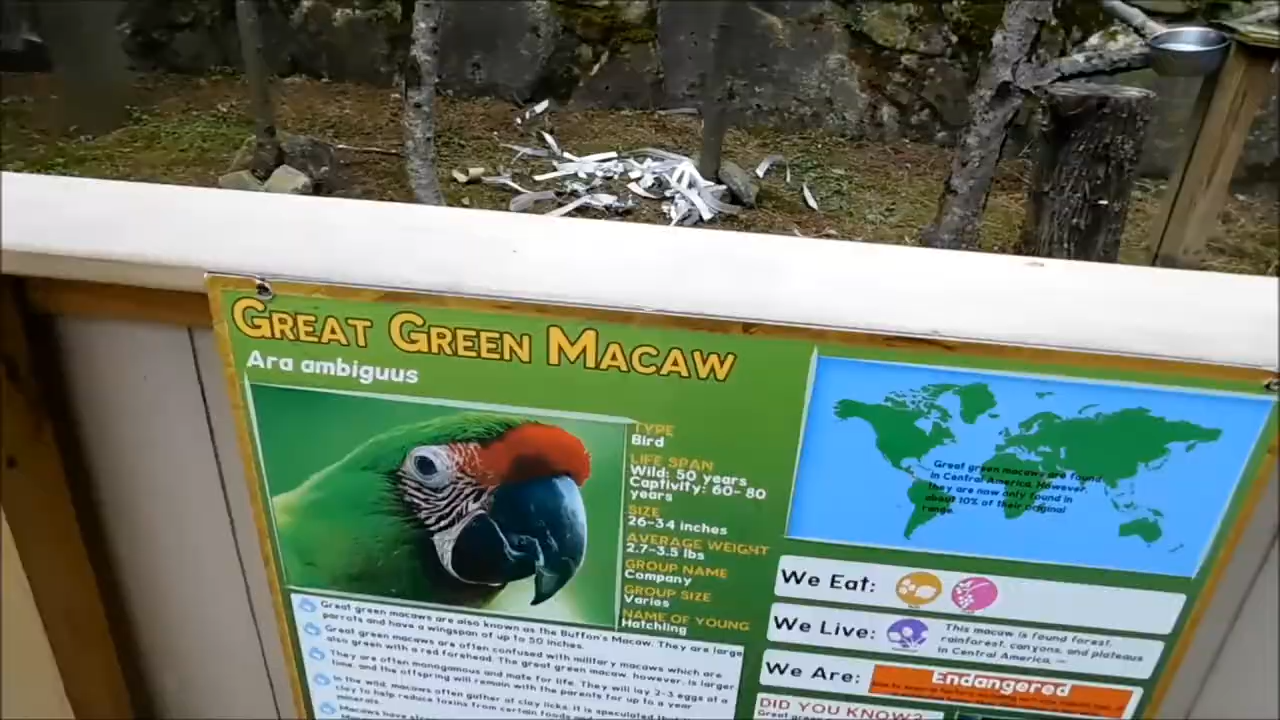 GREAT GREEN MACAW
Ara ambiguus
TYPE
Bird
LIFE SPAN
Wild: 50 years
Captivity: 60-80
years
SIZE
26-34 inches
AVERAGE WEIGHT
2.7-3.5 lbs
GROUP NAME
Company
GROUP SIZE
Varies
NAME OF YOUNG
Hatchling
Great green macaws are also known as the Buffon's Macaw. They are large
parrots and have a wingspan of up to 50 inches.
Great green macaws are often confused with military macaws which are
also green with a red forehead. The great green macaw, however, is larger
They are often monogamous and mate for life. They will lay 2-3 eggs at a
time, and the offspring will remain with the parents for up to a year
In the wild, macaws often gather at clay licks. It is speculated that
clay to help reduce toxins from certain foods and
minerals.
Macaws have
Great green macaws are found
in Central America. However,
they are now only found in
about 10% of their original
range.
We Eat:
We Live:
This macaw is found forest,
rainforest, canyons, and plateaus
in Central America,
We Are:
Endangered
DID YOU KNOW?
Great green